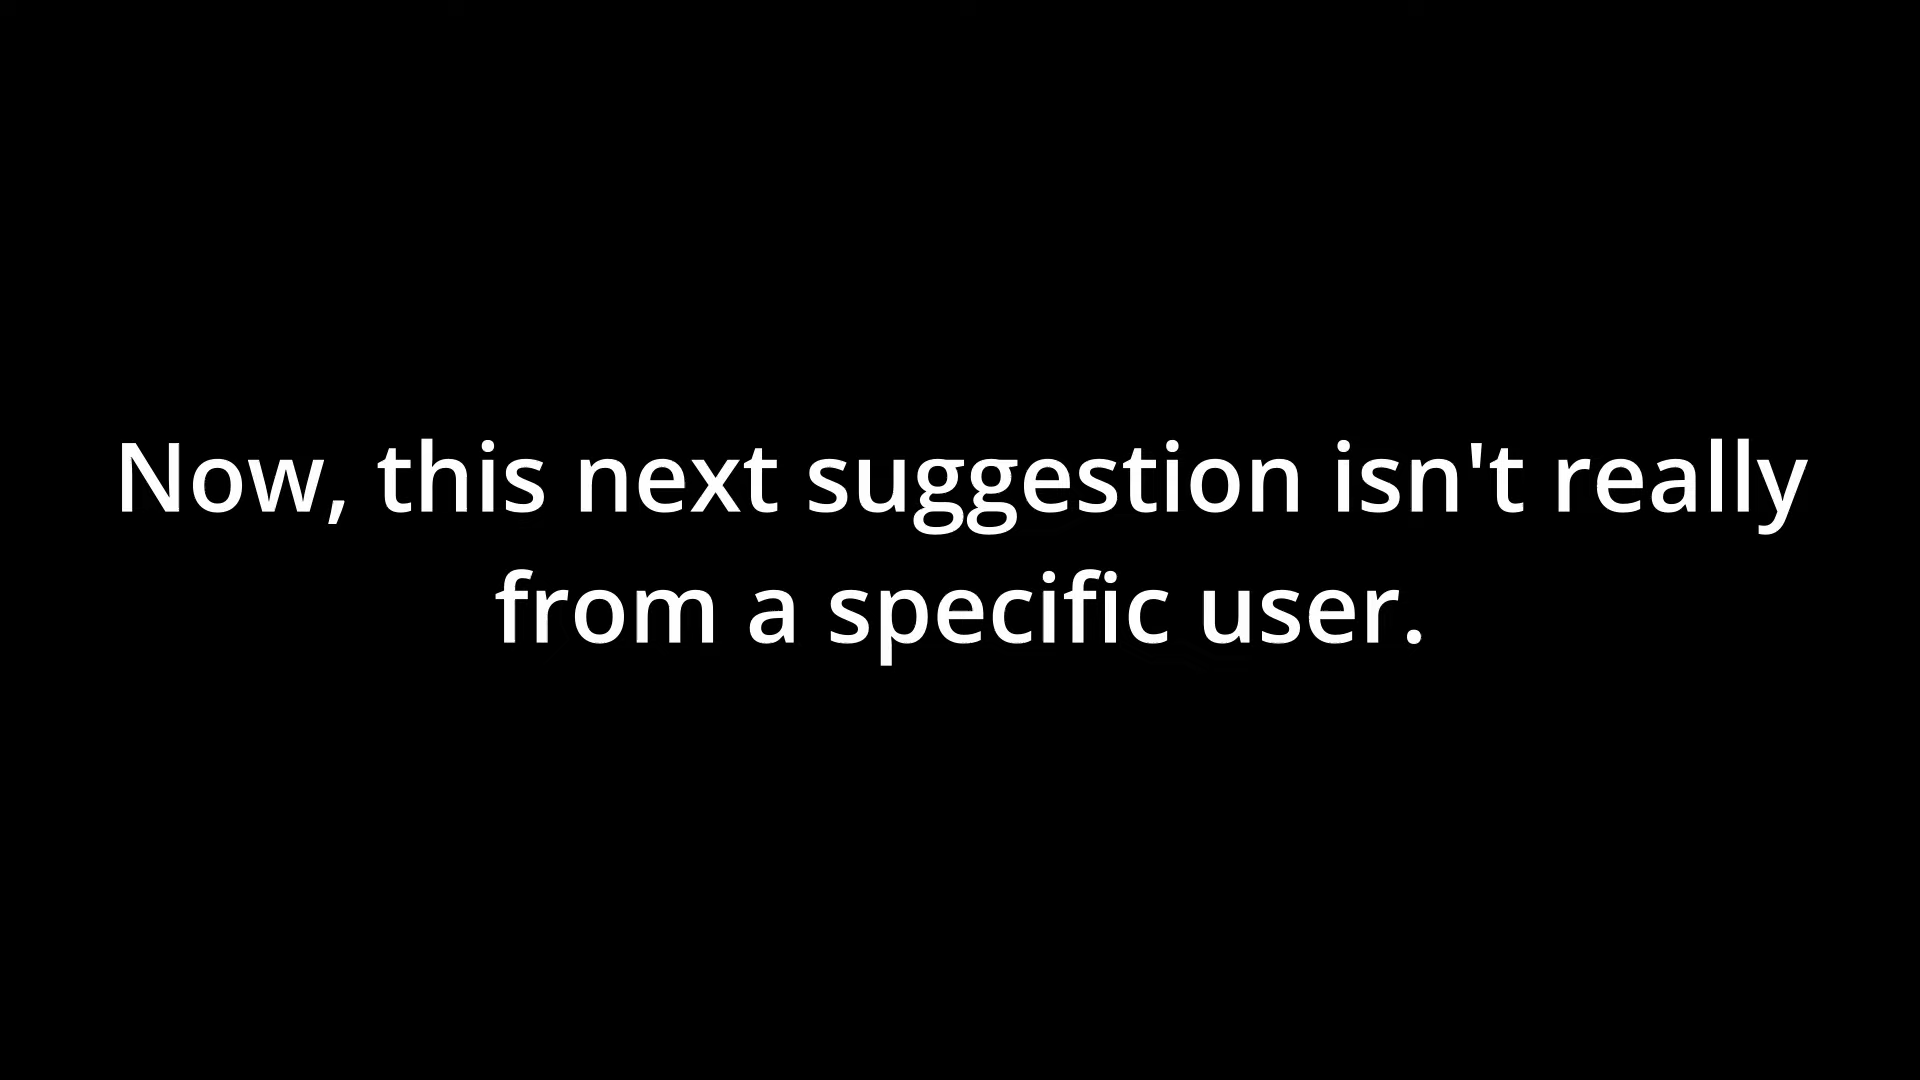 Now, this next suggestion isn't really
from a specific user.